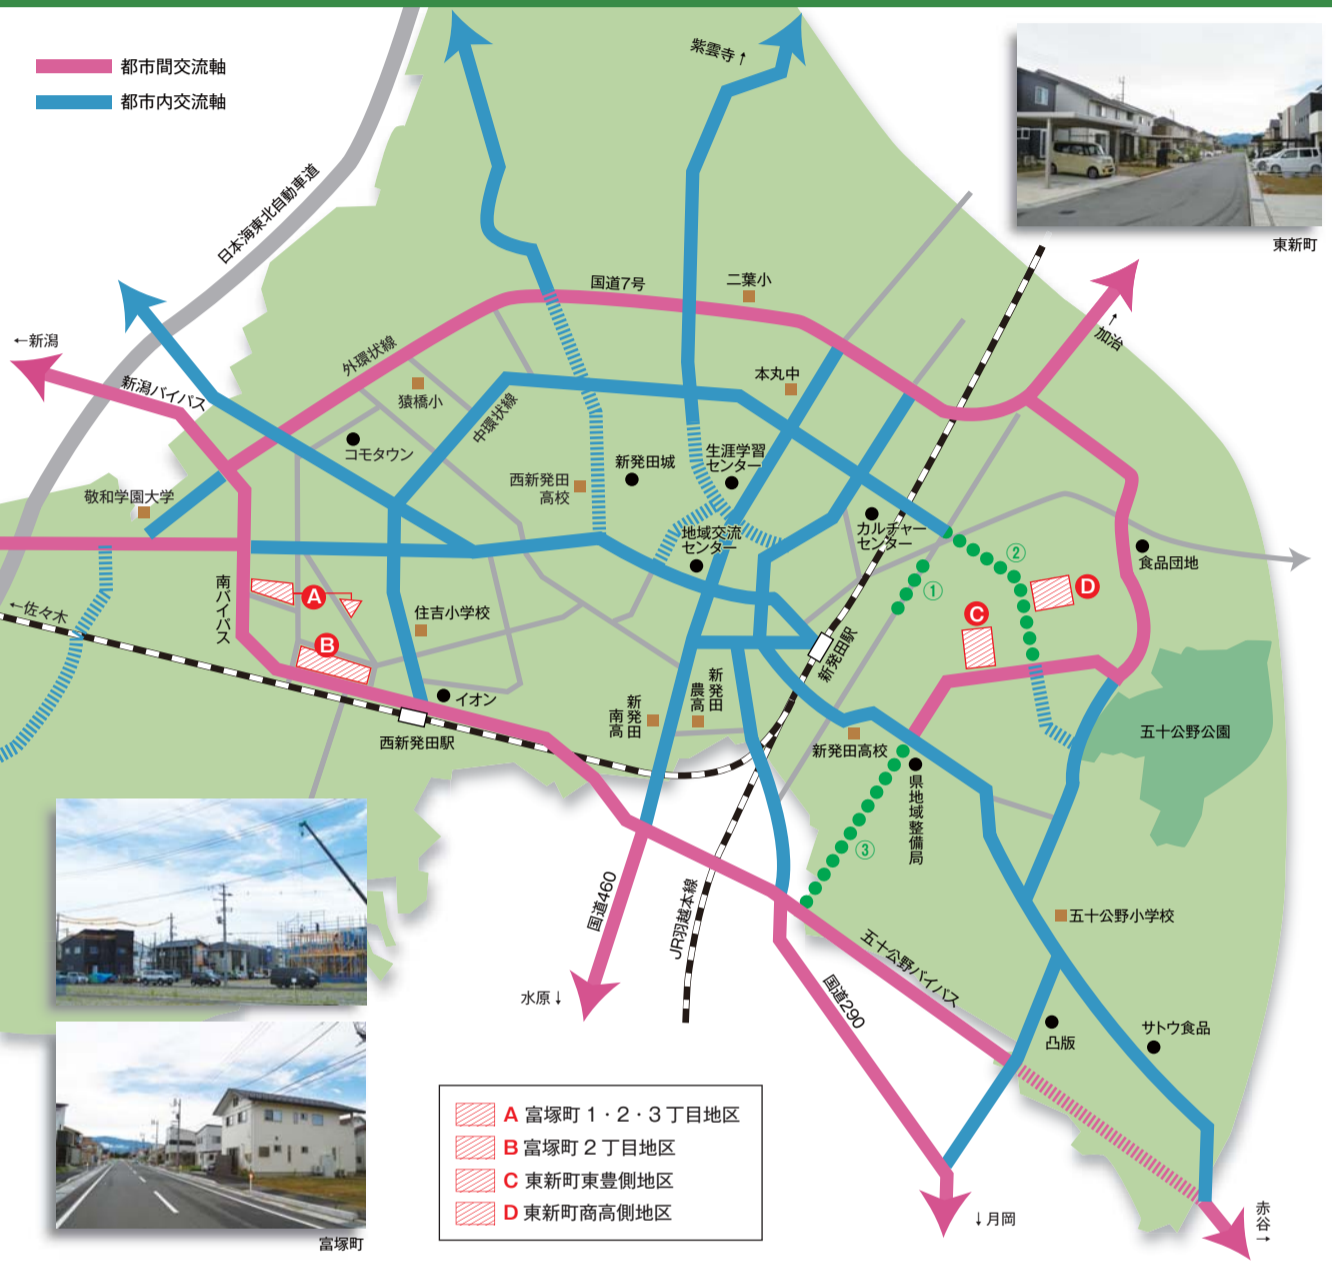 都市間交流軸
都市内交流軸
紫雲寺↑
東新町
日本海東北自動車道
←新潟
新潟バイパス
外環状線
国道7号
二葉小
↑加治
猿橋小
中環状線
本丸中
コモタウン
西新発田
高校
新発田城
生涯学習
センター
敬和学園大学
地域交流
センター
カルチャー
センター
②
食品団地
①
南バイパス
A
D
C
←佐々木
住吉小学校
B
新発田駅
イオン
西新発田駅
新発田
南高
新発田
農高
新発田高校
五十公野公園
県地域整備局
③
国道460
JR羽越本線
五十公野バイパス
五十公野小学校
水原↓
国道290
凸版
サトウ食品
A 富塚町1・2・3丁目地区
B 富塚町2丁目地区
C 東新町東豊側地区
D 東新町商高側地区
↓月岡
赤谷→
富塚町